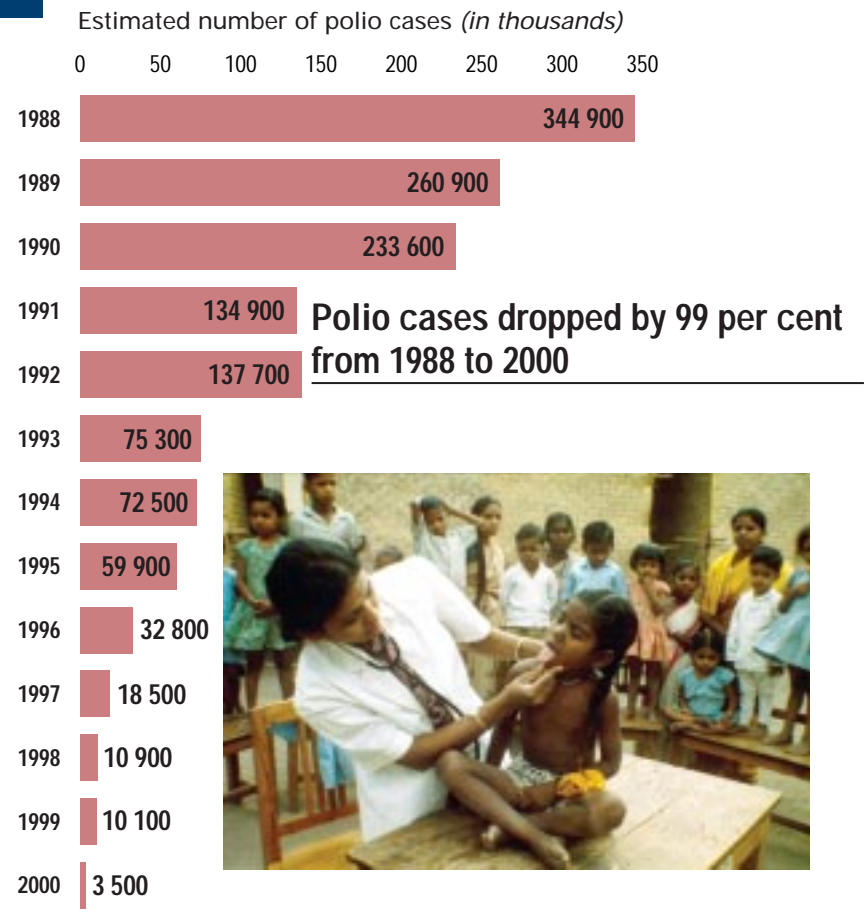 Estimated number of polio cases (in thousands)
0 50 100 150 200 250 300 350
1988 344 900
1989 260 900
1990 233 600
1991 134 900
Polio cases dropped by 99 per cent
from 1988 to 2000
1992 137 700
1993 75 300
1994 72 500
1995 59 900
1996 32 800
1997 18 500
1998 10 900
1999 10 100
2000 3 500